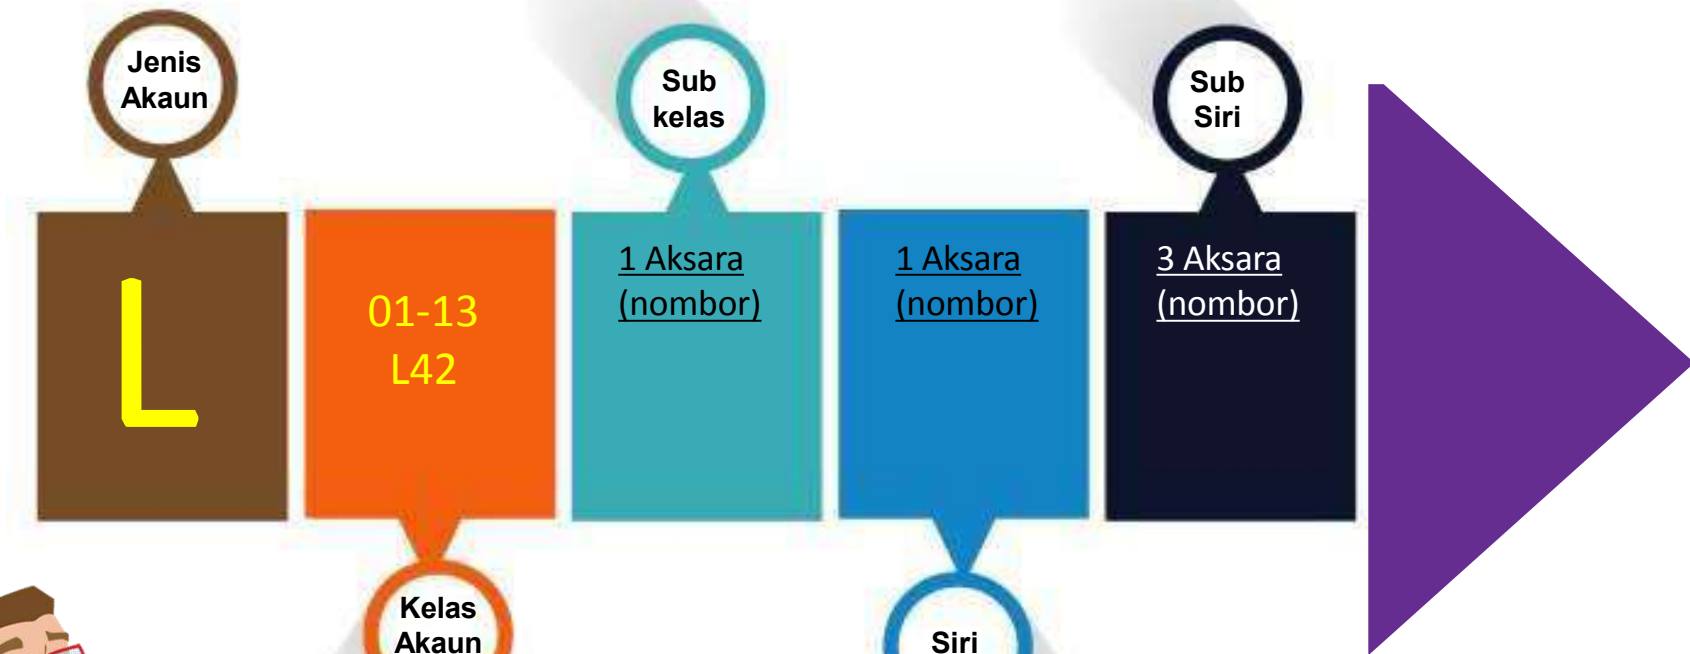 Jenis
Akaun
Sub
kelas
Sub
Siri
L
01-13
L42
1 Aksara
(nombor)
1 Aksara
(nombor)
3 Aksara
(nombor)
Kelas
Akaun
Siri